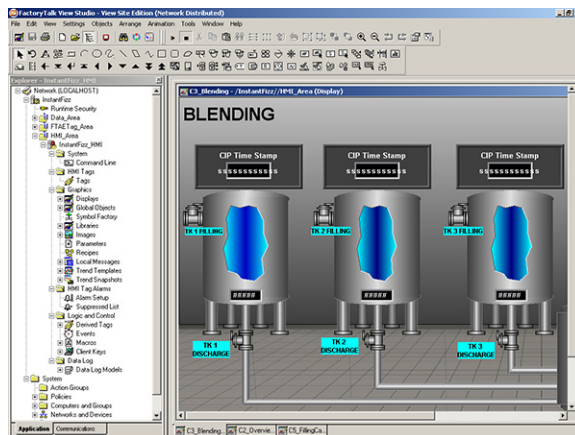 FactoryTalk View Studio - View Site Edition (Network Distributed)
File Edit View Settings Objects Arrange Animation Tools Window Help
Explorer - InstantFizz_HMI
Network (LOCALHOST)
InstantFizz
Runtime Security
Data_Area
FTAETag_Area
HMI_Area
InstantFizz_HMI
System
Command Line
HMI Tags
Tags
Graphics
Displays
Global Objects
Symbol Factory
Libraries
Images
Parameters
Recipes
Local Messages
Trend Templates
Trend Snapshots
HMI Tag Alarms
Alarm Setup
Suppressed List
Logic and Control
Derived Tags
Events
Macros
Client Keys
Data Log
Data Log Models
System
Action Groups
Policies
Computers and Groups
Networks and Devices
Application Communications
C3_Blending - /InstantFizz//HMI_Area (Display)
BLENDING
CIP Time Stamp CIP Time Stamp CIP Time Stamp
sssssssssssss sssssssssssss sssssssssssss
TK 1 FILLING TK 2 FILLING TK 3 FILLING
##### ##### #####
TK 1 DISCHARGE
TK 2 DISCHARGE
TK 3 DISCHARGE
C3_Blending... C2_Overvie... C5_FillingCa...